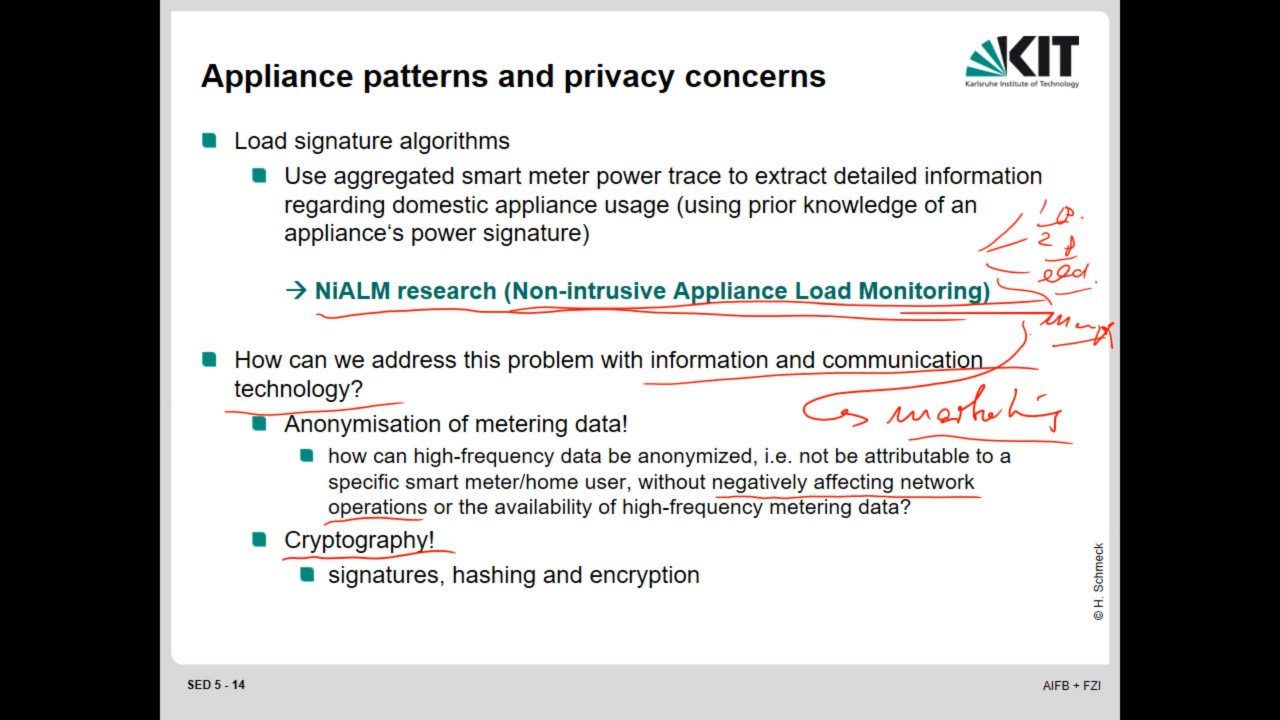 KIT
Karlsruhe Institute of Technology
Appliance patterns and privacy concerns
Load signature algorithms
Use aggregated smart meter power trace to extract detailed information
regarding domestic appliance usage (using prior knowledge of an
appliance‘s power signature)
→ NiALM research (Non-intrusive Appliance Load Monitoring)
How can we address this problem with information and communication
technology?
marketing
Anonymisation of metering data!
how can high-frequency data be anonymized, i.e. not be attributable to a
specific smart meter/home user, without negatively affecting network
operations or the availability of high-frequency metering data?
Cryptography!
signatures, hashing and encryption
© H. Schmeck
SED 5 - 14
AIFB + FZI